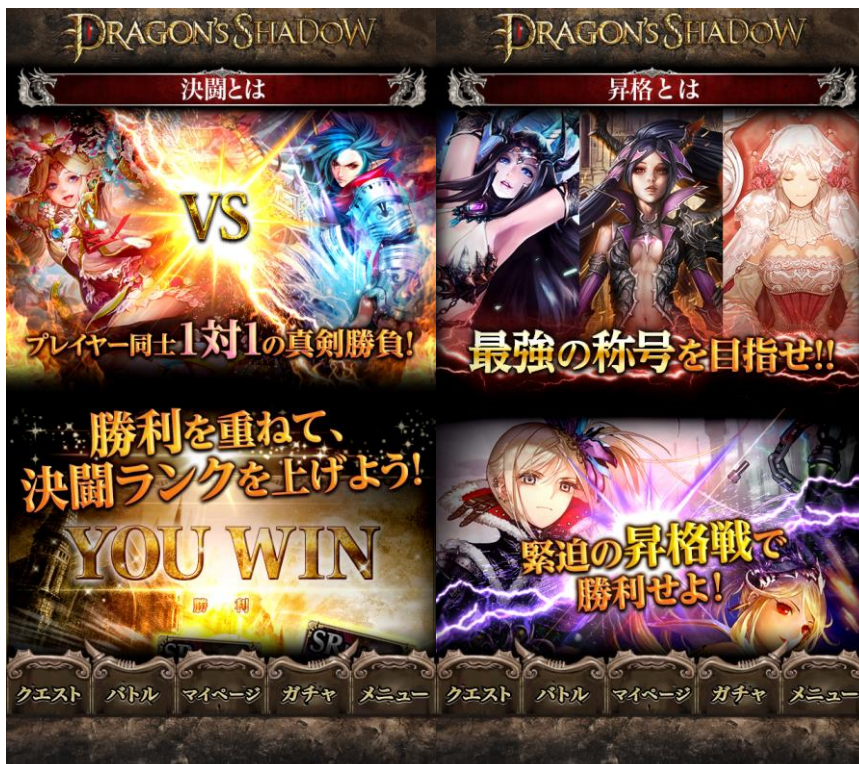 DRAGON'S SHADOW
決闘とは
VS
プレイヤー同士1対1の真剣勝負!
勝利を重ねて、
決闘ランクを上げよう!
YOU WIN
勝利
SR
SR
クエスト バトル マイページ ガチャ メニュー
DRAGON'S SHADOW
昇格とは
最強の称号を目指せ!!
緊迫の昇格戦で
勝利せよ!
クエスト バトル マイページ ガチャ メニュー